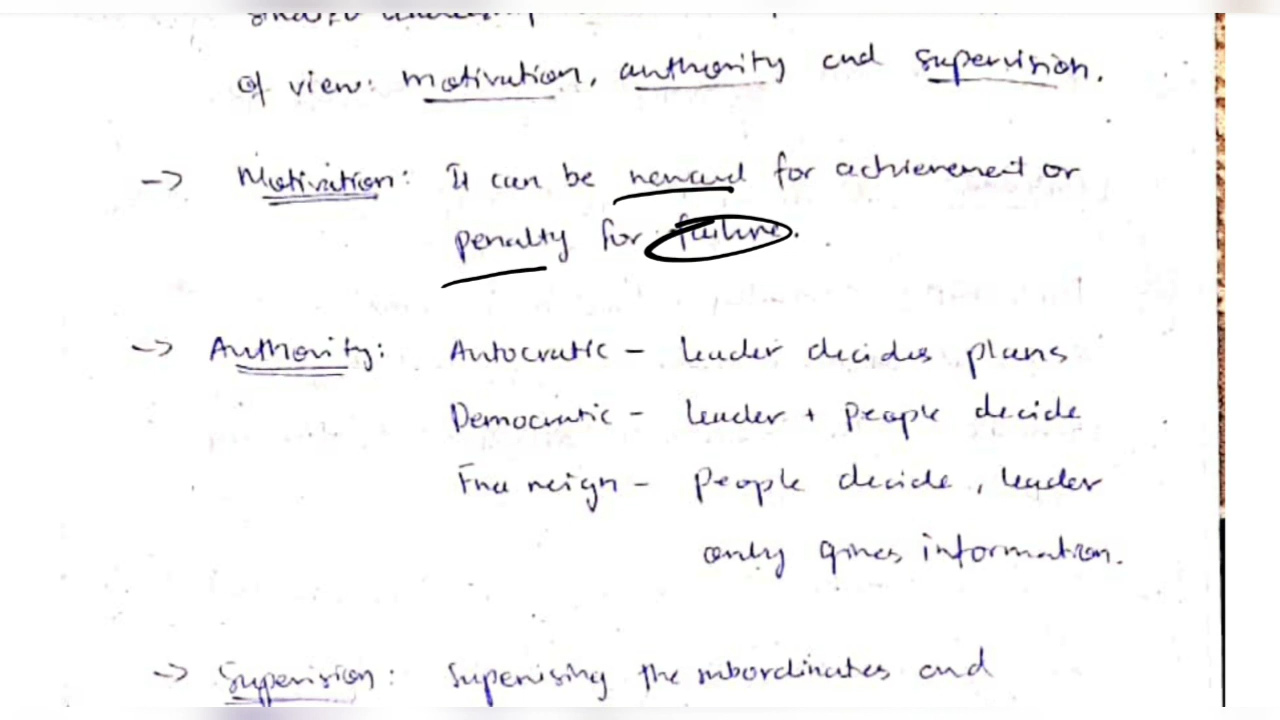 of view: motivation, authority and supervision.
-> Motivation: It can be reward for achievement or
penalty for failure.
-> Authority: Autocratic - leader decides plans
Democratic - leader + people decide
Free reign - people decide, leader
only gives information.
-> Supervision: Supervising the subordinates and